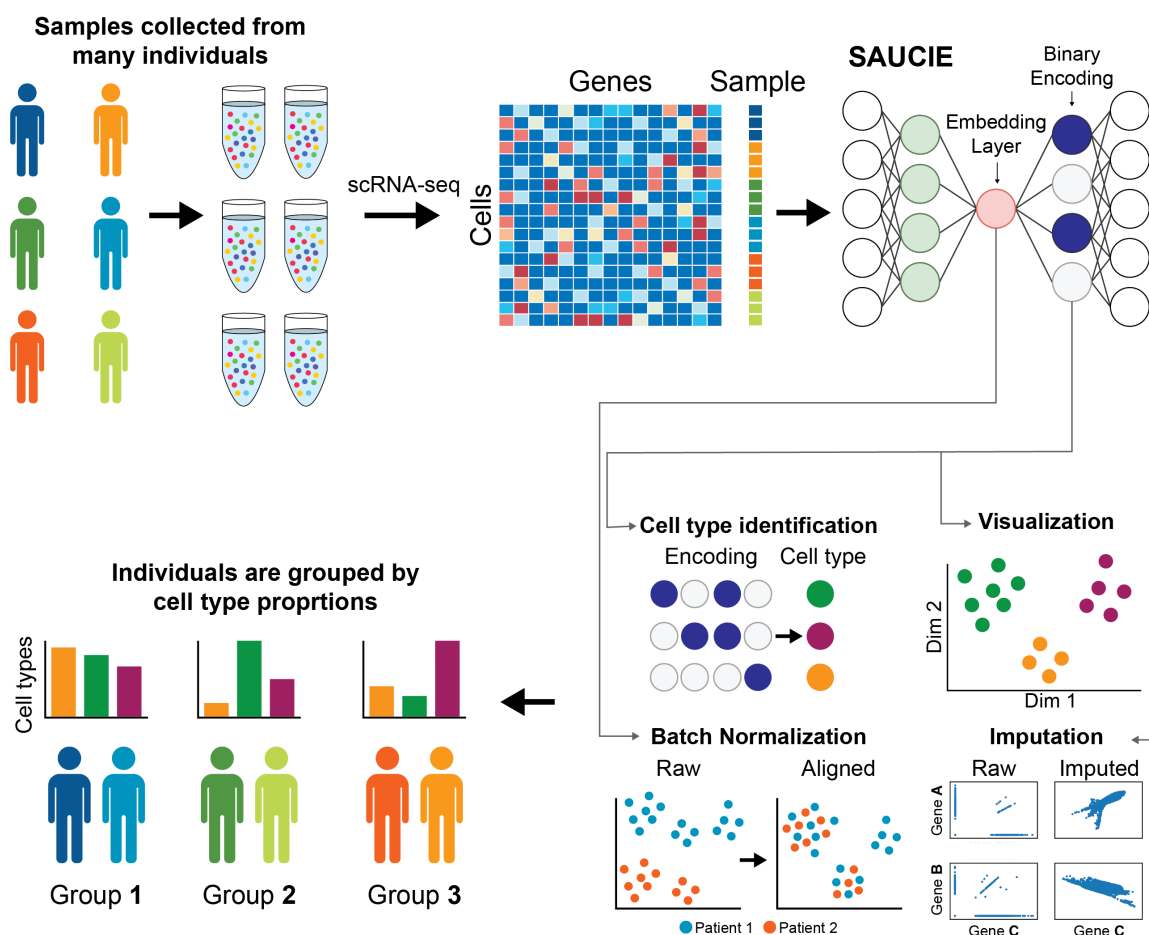 Samples collected from
many individuals
scRNA-seq
Genes
Sample
Cells
SAUCIE
Binary
Encoding
Embedding
Layer
Cell type identification
Encoding
Cell type
Visualization
Dim 2
Dim 1
Individuals are grouped by
cell type proprtions
Cell types
Group 1
Group 2
Group 3
Batch Normalization
Raw
Aligned
Patient 1
Patient 2
Imputation
Raw
Imputed
Gene A
Gene B
Gene C
Gene C